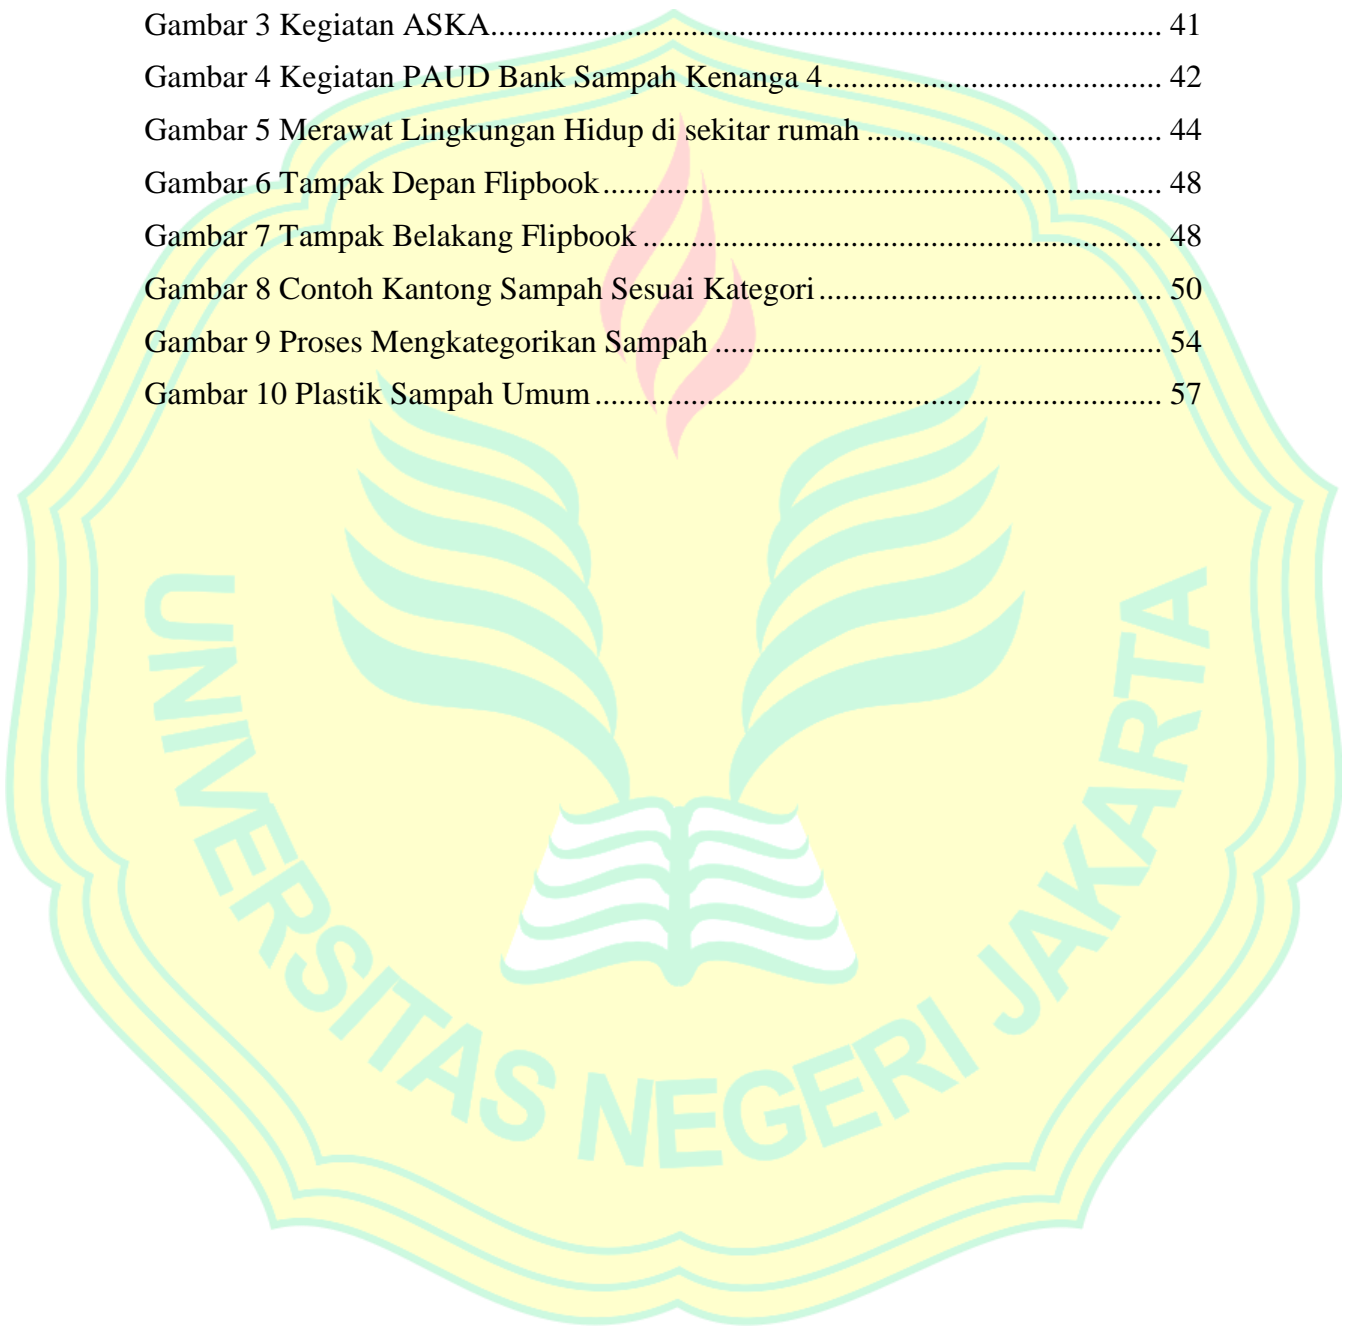 Gambar 3 Kegiatan ASKA.................................................................................... 41
Gambar 4 Kegiatan PAUD Bank Sampah Kenanga 4.......................................... 42
Gambar 5 Merawat Lingkungan Hidup di sekitar rumah ..................................... 44
Gambar 6 Tampak Depan Flipbook...................................................................... 48
Gambar 7 Tampak Belakang Flipbook................................................................. 48
Gambar 8 Contoh Kantong Sampah Sesuai Kategori........................................... 50
Gambar 9 Proses Mengkategorikan Sampah ........................................................ 54
Gambar 10 Plastik Sampah Umum....................................................................... 57
UNIVERSITAS NEGERI JAKARTA